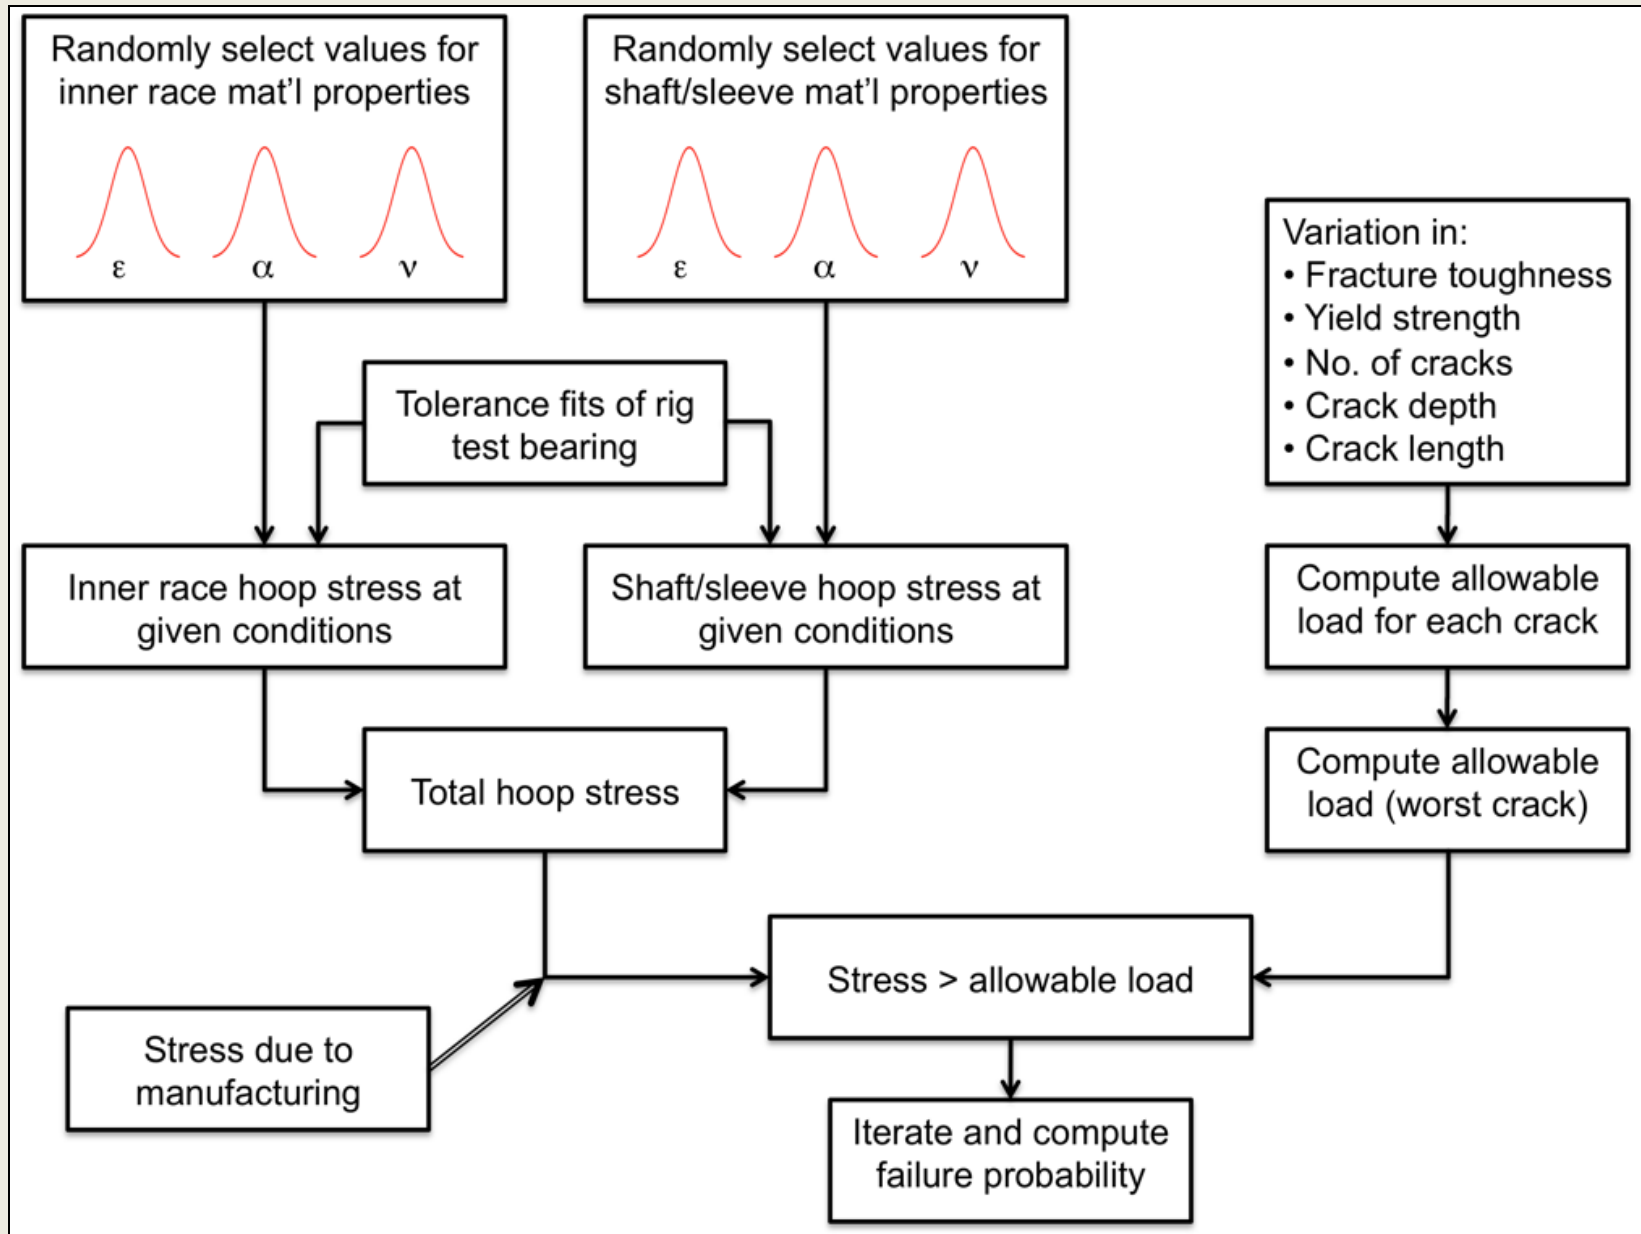 Randomly select values for
inner race mat’l properties
ε α ν
Randomly select values for
shaft/sleeve mat’l properties
ε α ν
Variation in:
• Fracture toughness
• Yield strength
• No. of cracks
• Crack depth
• Crack length
Tolerance fits of rig
test bearing
Inner race hoop stress at
given conditions
Shaft/sleeve hoop stress at
given conditions
Compute allowable
load for each crack
Total hoop stress
Compute allowable
load (worst crack)
Stress > allowable load
Stress due to
manufacturing
Iterate and compute
failure probability